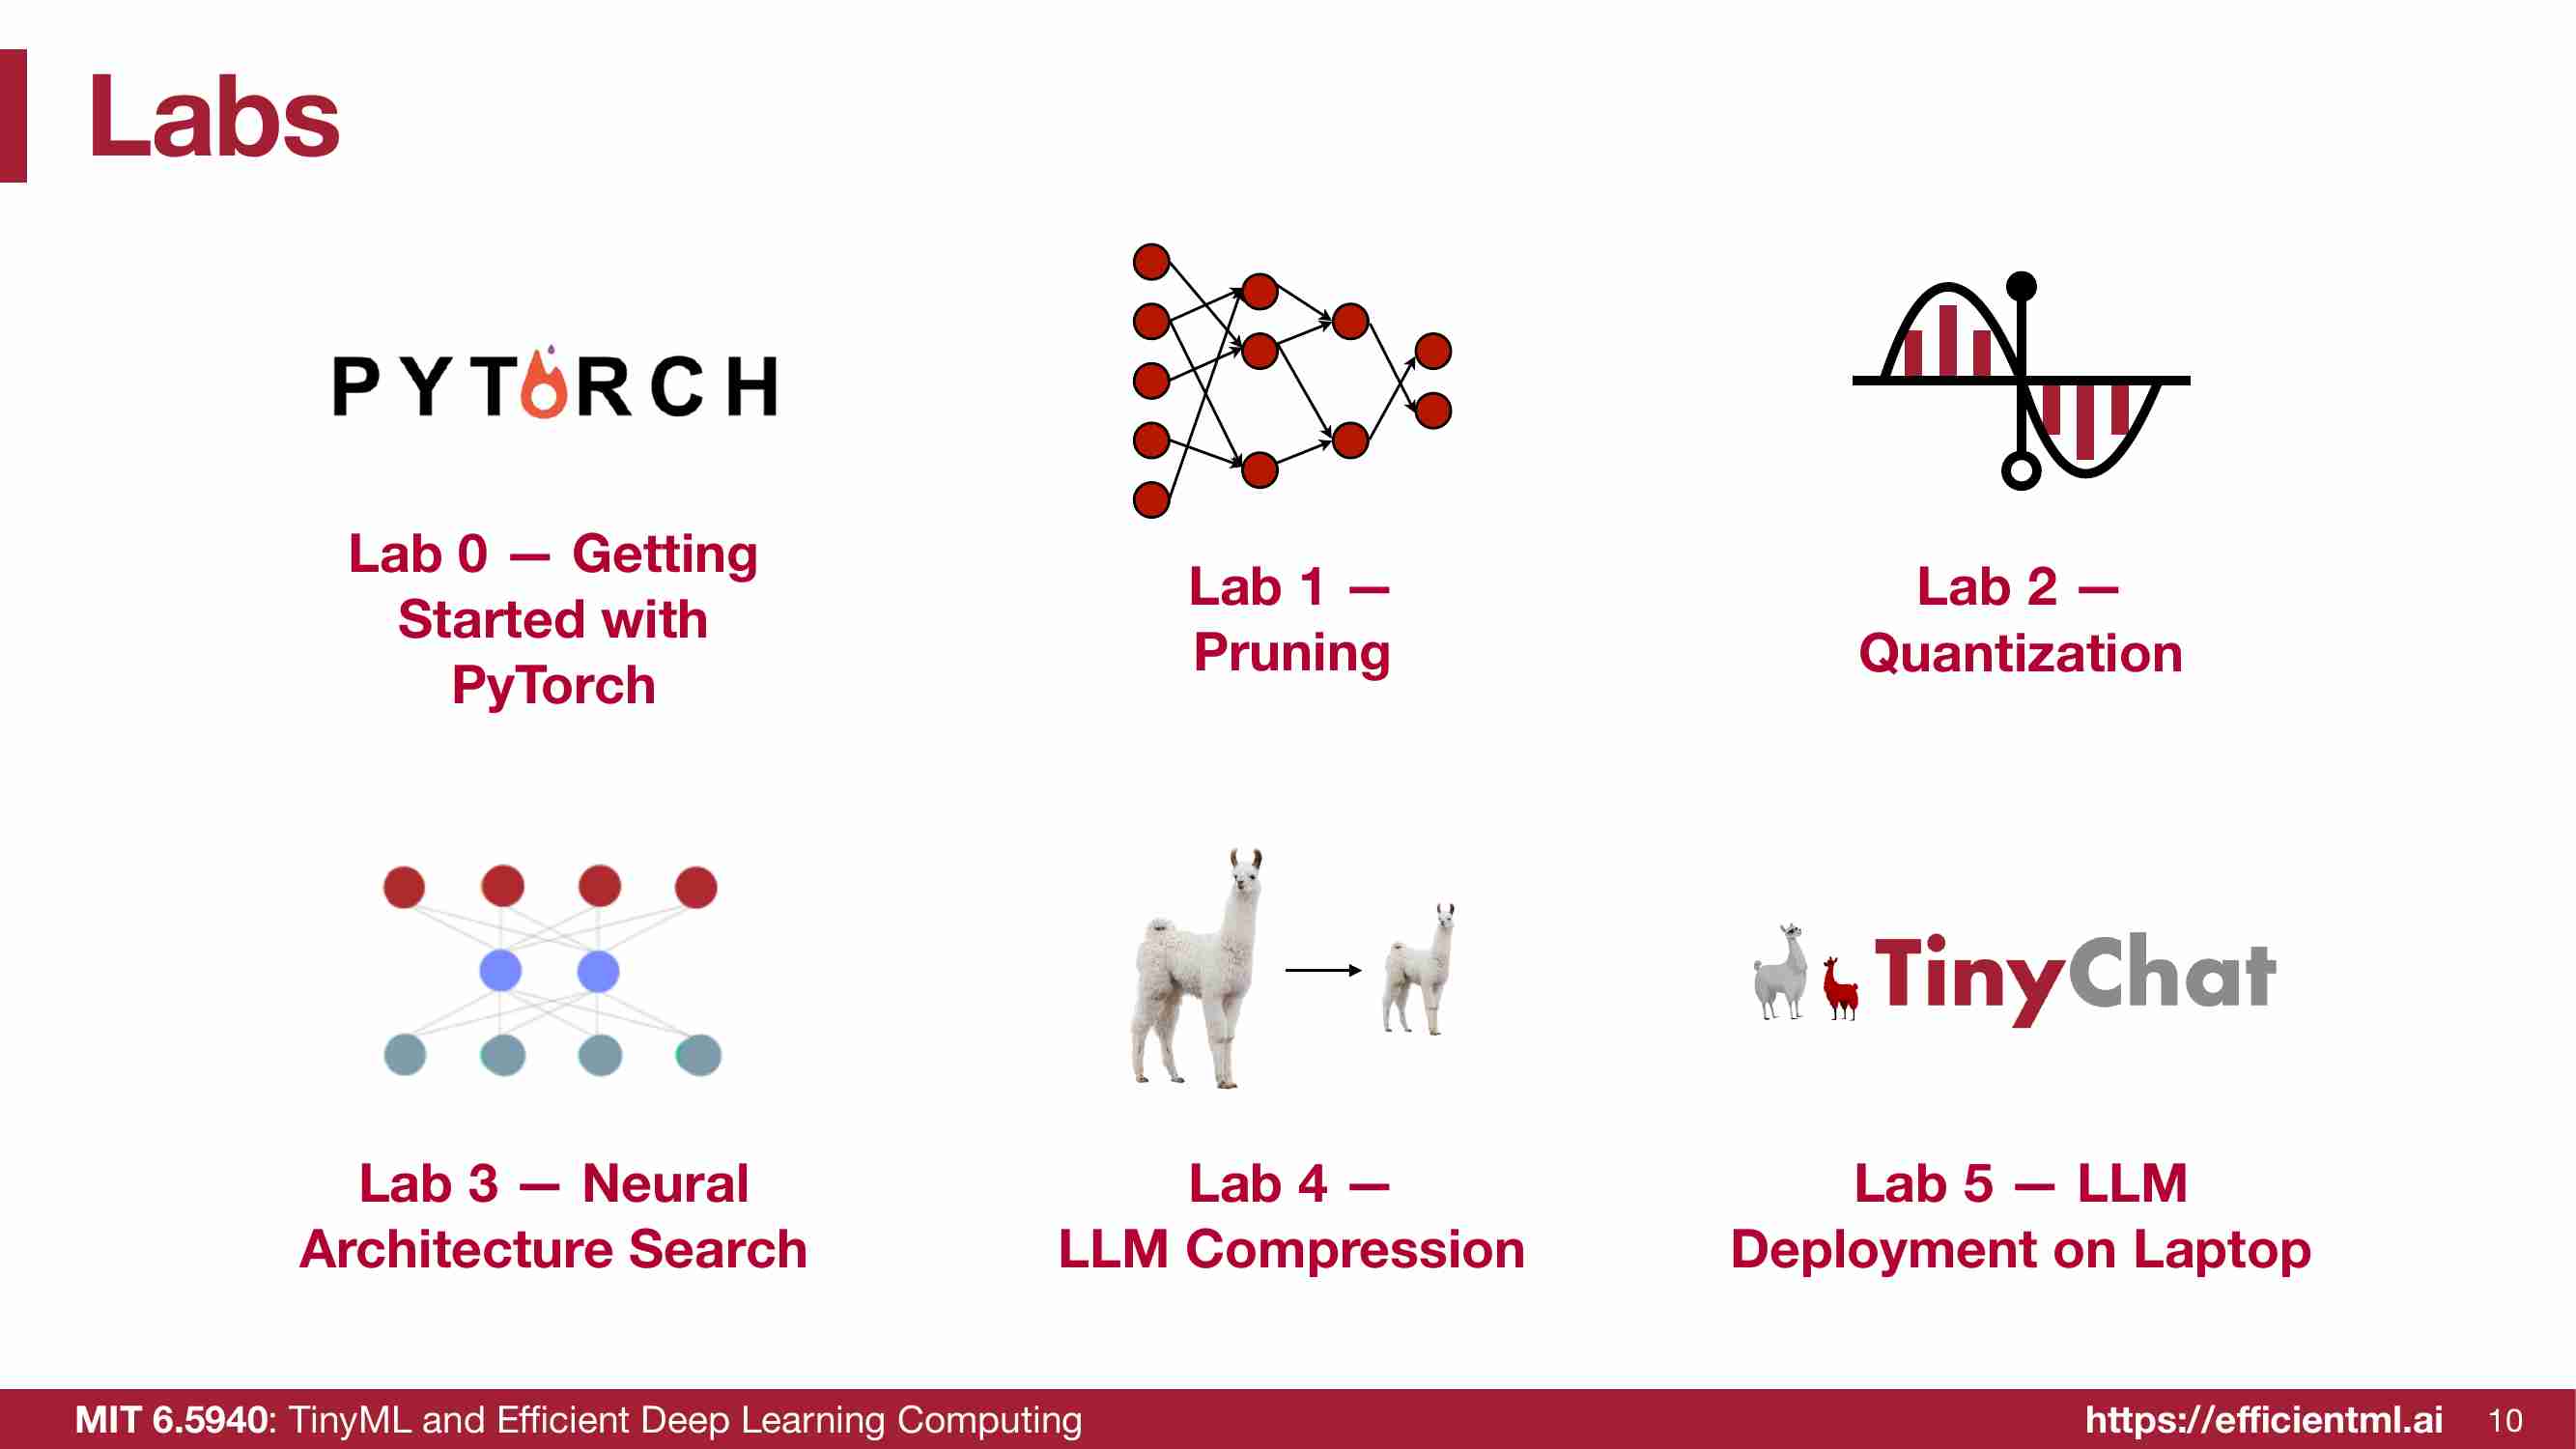 Labs
PYTORCH
Lab 0 — Getting
Started with
PyTorch
Lab 1 —
Pruning
Lab 2 —
Quantization
Lab 3 — Neural
Architecture Search
Lab 4 —
LLM Compression
TinyChat
Lab 5 — LLM
Deployment on Laptop
MIT 6.5940: TinyML and Efficient Deep Learning Computing
https://efficientml.ai
10